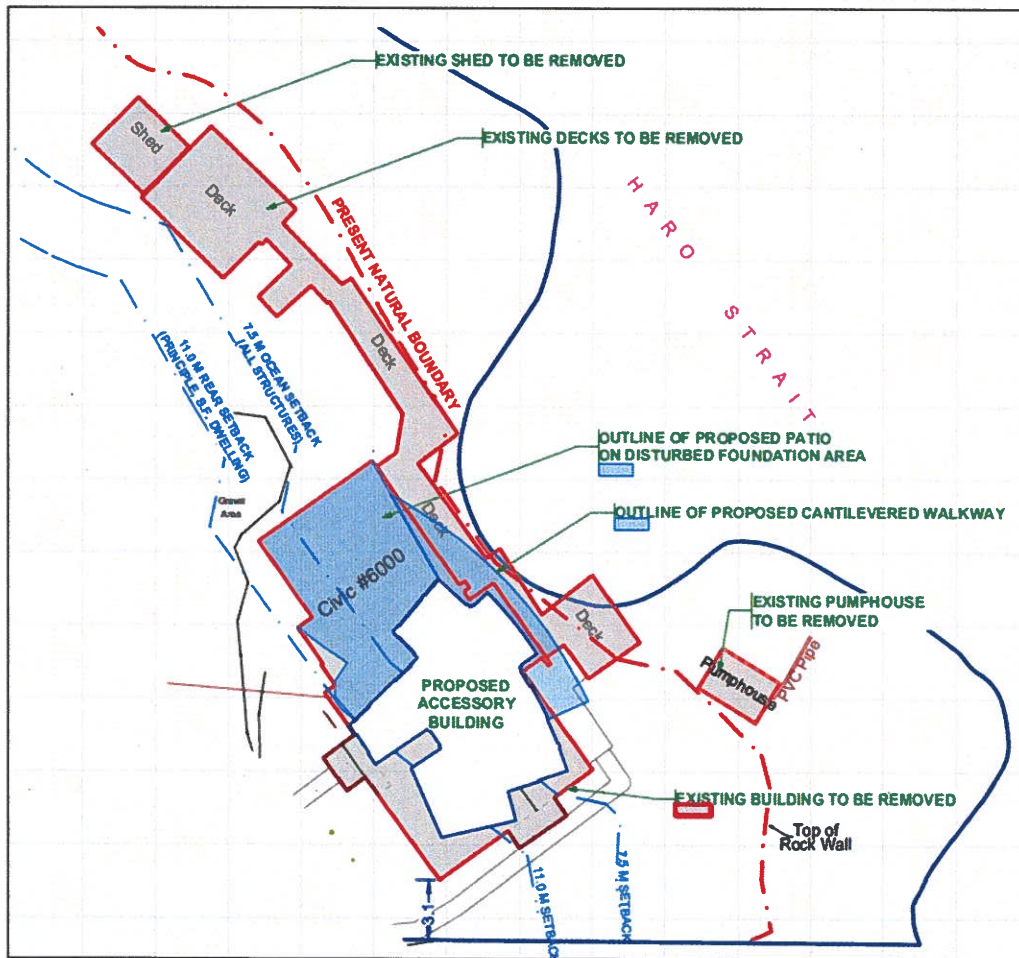 EXISTING SHED TO BE REMOVED
Shed
EXISTING DECKS TO BE REMOVED
Deck
HARO STRAIT
PRESENT NATURAL BOUNDARY
7.5 M OCEAN SETBACK
(ALL STRUCTURES)
11.0 M REAR SETBACK
(PRINCIPLE, S.F. DWELLING)
Deck
OUTLINE OF PROPOSED PATIO
ON DISTURBED FOUNDATION AREA
Gravel
Area
Deck
OUTLINE OF PROPOSED CANTILEVERED WALKWAY
Civic #6000
Deck
EXISTING PUMPHOUSE
TO BE REMOVED
Pumphouse
PVC Pipe
PROPOSED
ACCESSORY
BUILDING
EXISTING BUILDING TO BE REMOVED
Top of
Rock Wall
7.5 M SETBACK
11.0 M SETBACK
3.1